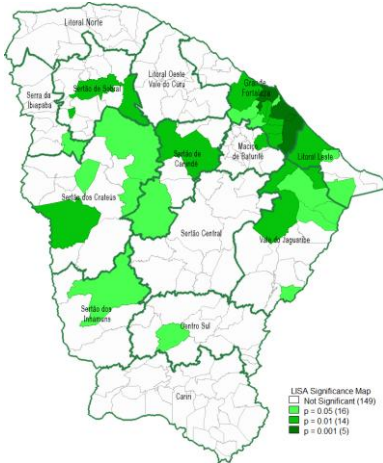 Litoral Norte
Serra da
Ibiapaba
Sertão de Sobral
Litoral Oeste
Vale do Curu
Grande
Fortaleza
Maciço
de Baturité
Sertão de
Canindé
Litoral Leste
Sertão dos Crateús
Sertão Central
Vale do Jaguaribe
Sertão dos
Inhamuns
Centro Sul
Cariri
LISA Significance Map
Not Significant (149)
p = 0.05 (16)
p = 0.01 (14)
p = 0.001 (5)